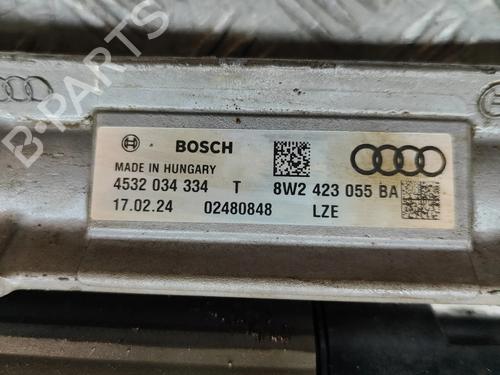 B-PARTS
BOSCH
MADE IN HUNGARY
4532 034 334 T 8W2 423 055 BA
17.02.24 02480848 LZE